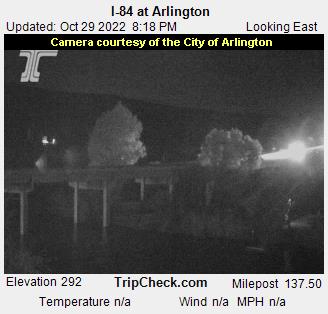 I-84 at Arlington
Updated: Oct 29 2022 8:18 PM Looking East
Camera courtesy of the City of Arlington
Elevation 292 TripCheck.com Milepost 137.50
Temperature n/a Wind n/a MPH n/a